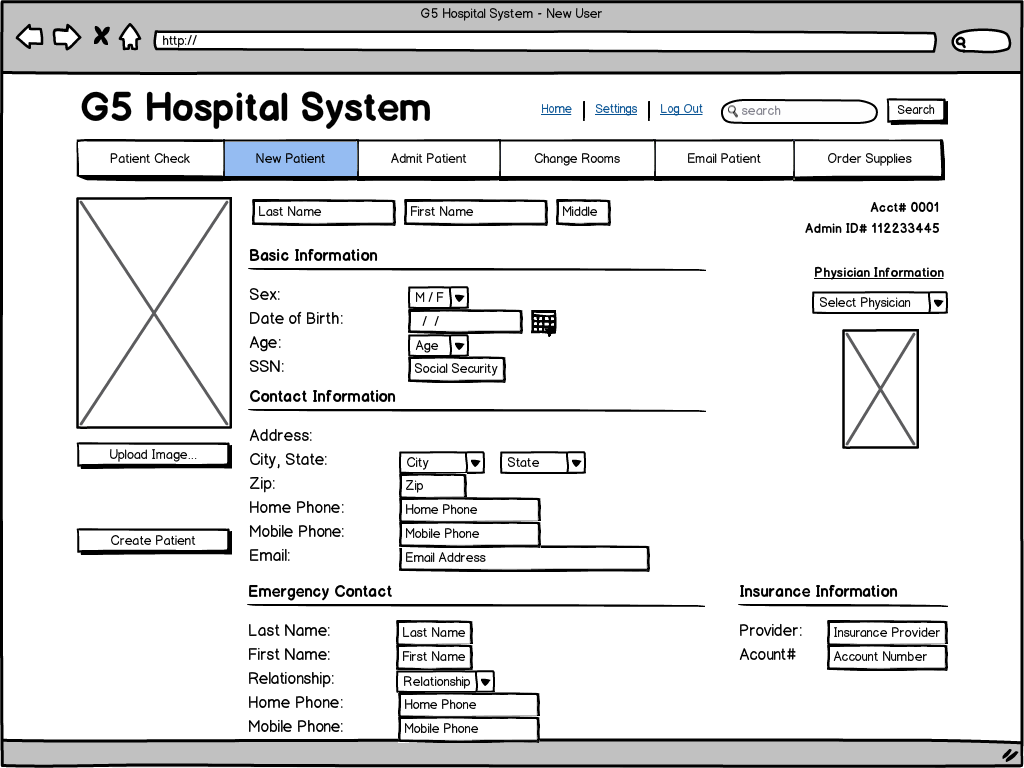 G5 Hospital System - New User
http://
G5 Hospital System
Home Settings Log Out search Search
Patient Check New Patient Admit Patient Change Rooms Email Patient Order Supplies
Last Name First Name Middle
Acct# 0001
Admin ID# 112233445
Basic Information
Physician Information
Select Physician
Sex: M / F
Date of Birth: / /
Age: Age
SSN: Social Security
Contact Information
Address:
Upload Image...
City, State: City State
Zip: Zip
Home Phone: Home Phone
Mobile Phone: Mobile Phone
Create Patient
Email: Email Address
Emergency Contact
Last Name: Last Name
First Name: First Name
Relationship: Relationship
Home Phone: Home Phone
Mobile Phone: Mobile Phone
Insurance Information
Provider: Insurance Provider
Acount# Account Number